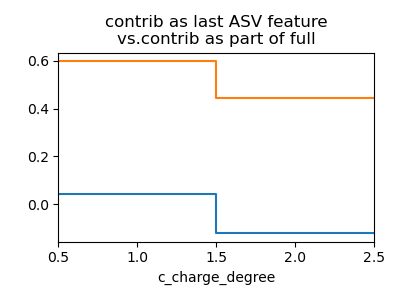 contrib as last ASV feature
vs.contrib as part of full
0.6
0.4
0.2
0.0
0.5 1.0 1.5 2.0 2.5
c_charge_degree